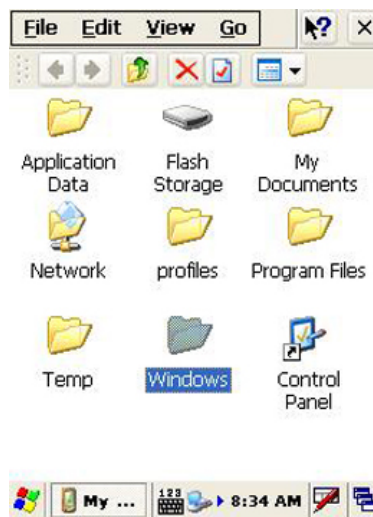 File Edit View Go
Application Data
Flash Storage
My Documents
Network
profiles
Program Files
Temp
Windows
Control Panel
My ...
123
8:34 AM